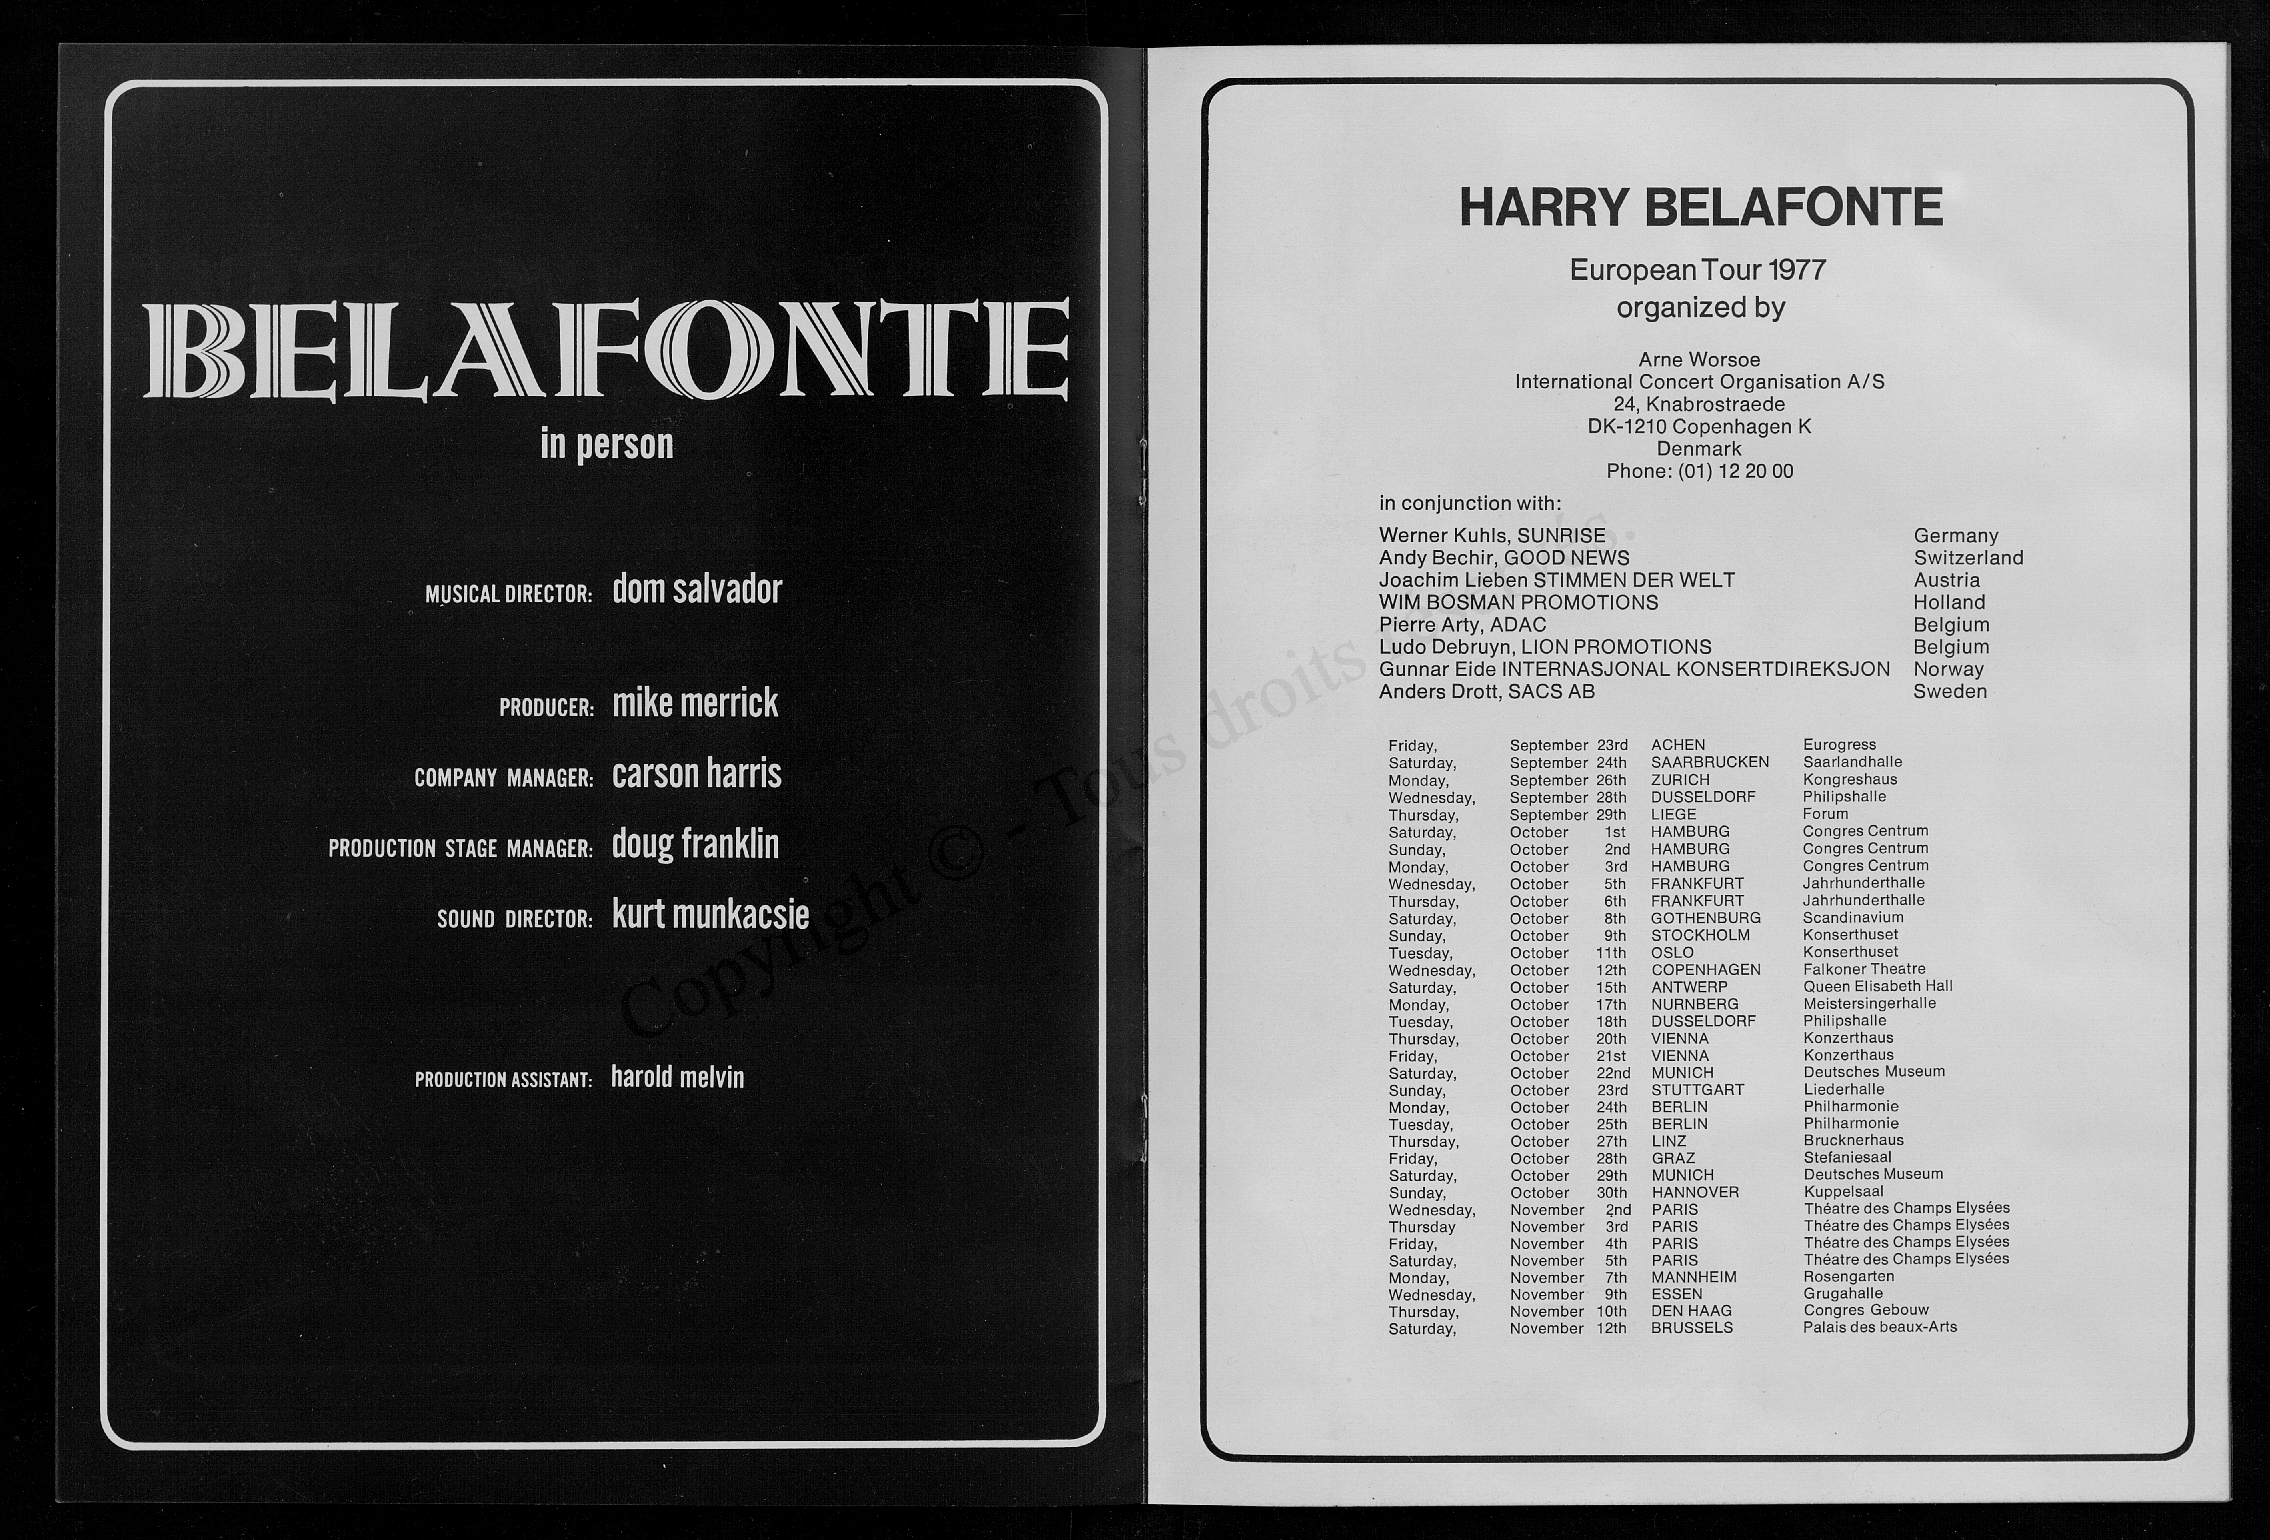 BELAFONTE
in person
MUSICAL DIRECTOR: dom salvador
PRODUCER: mike merrick
COMPANY MANAGER: carson harris
PRODUCTION STAGE MANAGER: doug franklin
SOUND DIRECTOR: kurt munkacsie
PRODUCTION ASSISTANT: harold melvin
HARRY BELAFONTE
European Tour 1977
organized by
Arne Worsoe
International Concert Organisation A/S
24, Knabrostraede
DK-1210 Copenhagen K
Denmark
Phone: (01) 12 20 00
in conjunction with:
Werner Kuhls, SUNRISE Germany
Andy Bechir, GOOD NEWS Switzerland
Joachim Lieben STIMMEN DER WELT Austria
WIM BOSMAN PROMOTIONS Holland
Pierre Arty, ADAC Belgium
Ludo Debruyn, LION PROMOTIONS Belgium
Gunnar Eide INTERNASJONAL KONSERTDIREKSJON Norway
Anders Drott, SACS AB Sweden
Friday, September 23rd ACHEN Eurogress
Saturday, September 24th SAARBRUCKEN Saarlandhalle
Monday, September 26th ZURICH Kongreshaus
Wednesday, September 28th DUSSELDORF Philipshalle
Thursday, September 29th LIEGE Forum
Saturday, October 1st HAMBURG Congres Centrum
Sunday, October 2nd HAMBURG Congres Centrum
Monday, October 3rd HAMBURG Congres Centrum
Wednesday, October 5th FRANKFURT Jahrhunderthalle
Thursday, October 6th FRANKFURT Jahrhunderthalle
Saturday, October 8th GOTHENBURG Scandinavium
Sunday, October 9th STOCKHOLM Konserthuset
Tuesday, October 11th OSLO Konserthuset
Wednesday, October 12th COPENHAGEN Falkoner Theatre
Saturday, October 15th ANTWERP Queen Elisabeth Hall
Monday, October 17th NURNBERG Meistersingerhalle
Tuesday, October 18th DUSSELDORF Philipshalle
Thursday, October 20th VIENNA Konzerthaus
Friday, October 21st VIENNA Konzerthaus
Saturday, October 22nd MUNICH Deutsches Museum
Sunday, October 23rd STUTTGART Liederhalle
Monday, October 24th BERLIN Philharmonie
Tuesday, October 25th BERLIN Philharmonie
Thursday, October 27th LINZ Brucknerhaus
Friday, October 28th GRAZ Stefaniesaal
Saturday, October 29th MUNICH Deutsches Museum
Sunday, October 30th HANNOVER Kuppelsaal
Wednesday, November 2nd PARIS Théatre des Champs Elysées
Thursday November 3rd PARIS Théatre des Champs Elysées
Friday, November 4th PARIS Théatre des Champs Elysées
Saturday, November 5th PARIS Théatre des Champs Elysées
Monday, November 7th MANNHEIM Rosengarten
Wednesday, November 9th ESSEN Grugahalle
Thursday, November 10th DEN HAAG Congres Gebouw
Saturday, November 12th BRUSSELS Palais des beaux-Arts
Copyright © - Tous droits réservés.